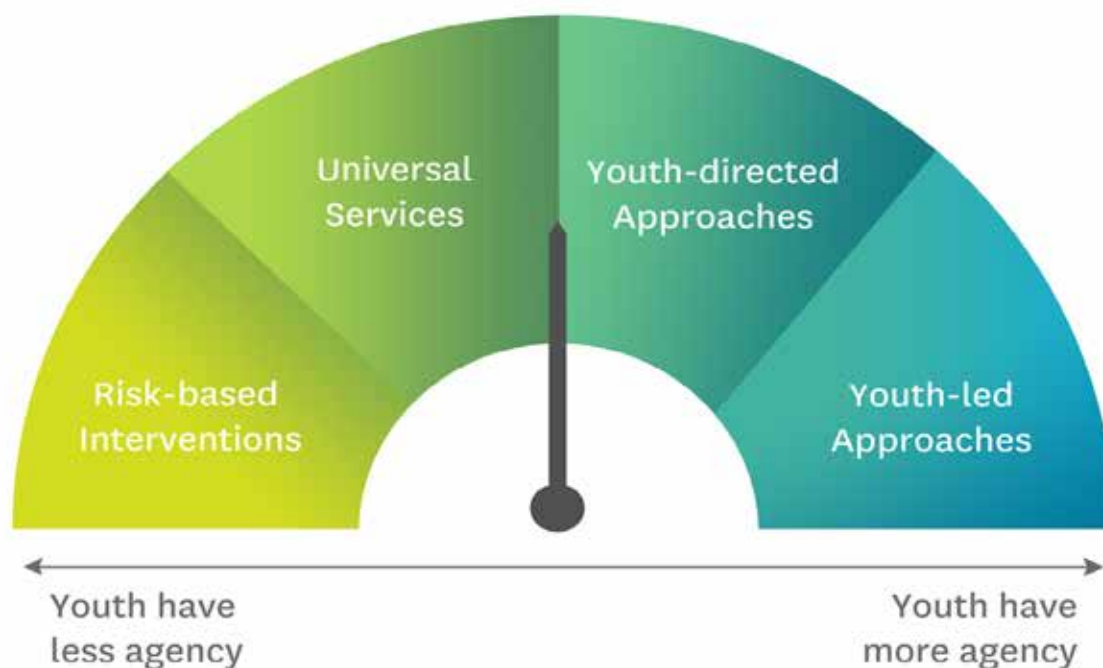 Universal
Services
Youth-directed
Approaches
Risk-based
Interventions
Youth-led
Approaches
Youth have
less agency
Youth have
more agency